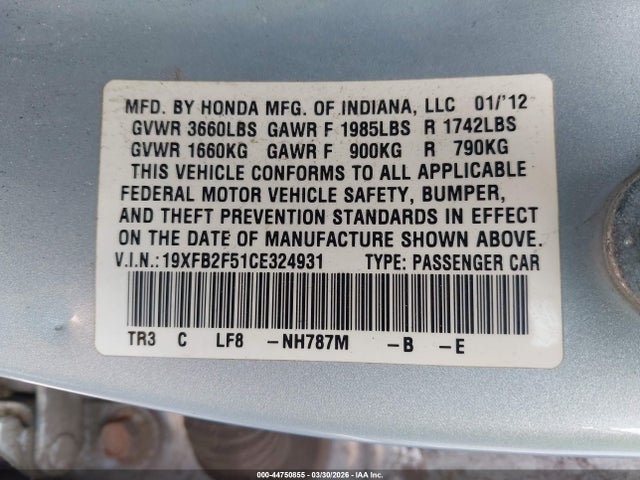 MFD. BY HONDA MFG. OF INDIANA, LLC 01/'12
GVWR 3660LBS GAWR F 1985LBS R 1742LBS
GVWR 1660KG GAWR F 900KG R 790KG
THIS VEHICLE CONFORMS TO ALL APPLICABLE
FEDERAL MOTOR VEHICLE SAFETY, BUMPER,
AND THEFT PREVENTION STANDARDS IN EFFECT
ON THE DATE OF MANUFACTURE SHOWN ABOVE.
V.I.N.:19XFB2F51CE324931 TYPE: PASSENGER CAR
TR3 C LF8 -NH787M -B -E
000-44750855 | 03/30/2026 - IAA Inc.